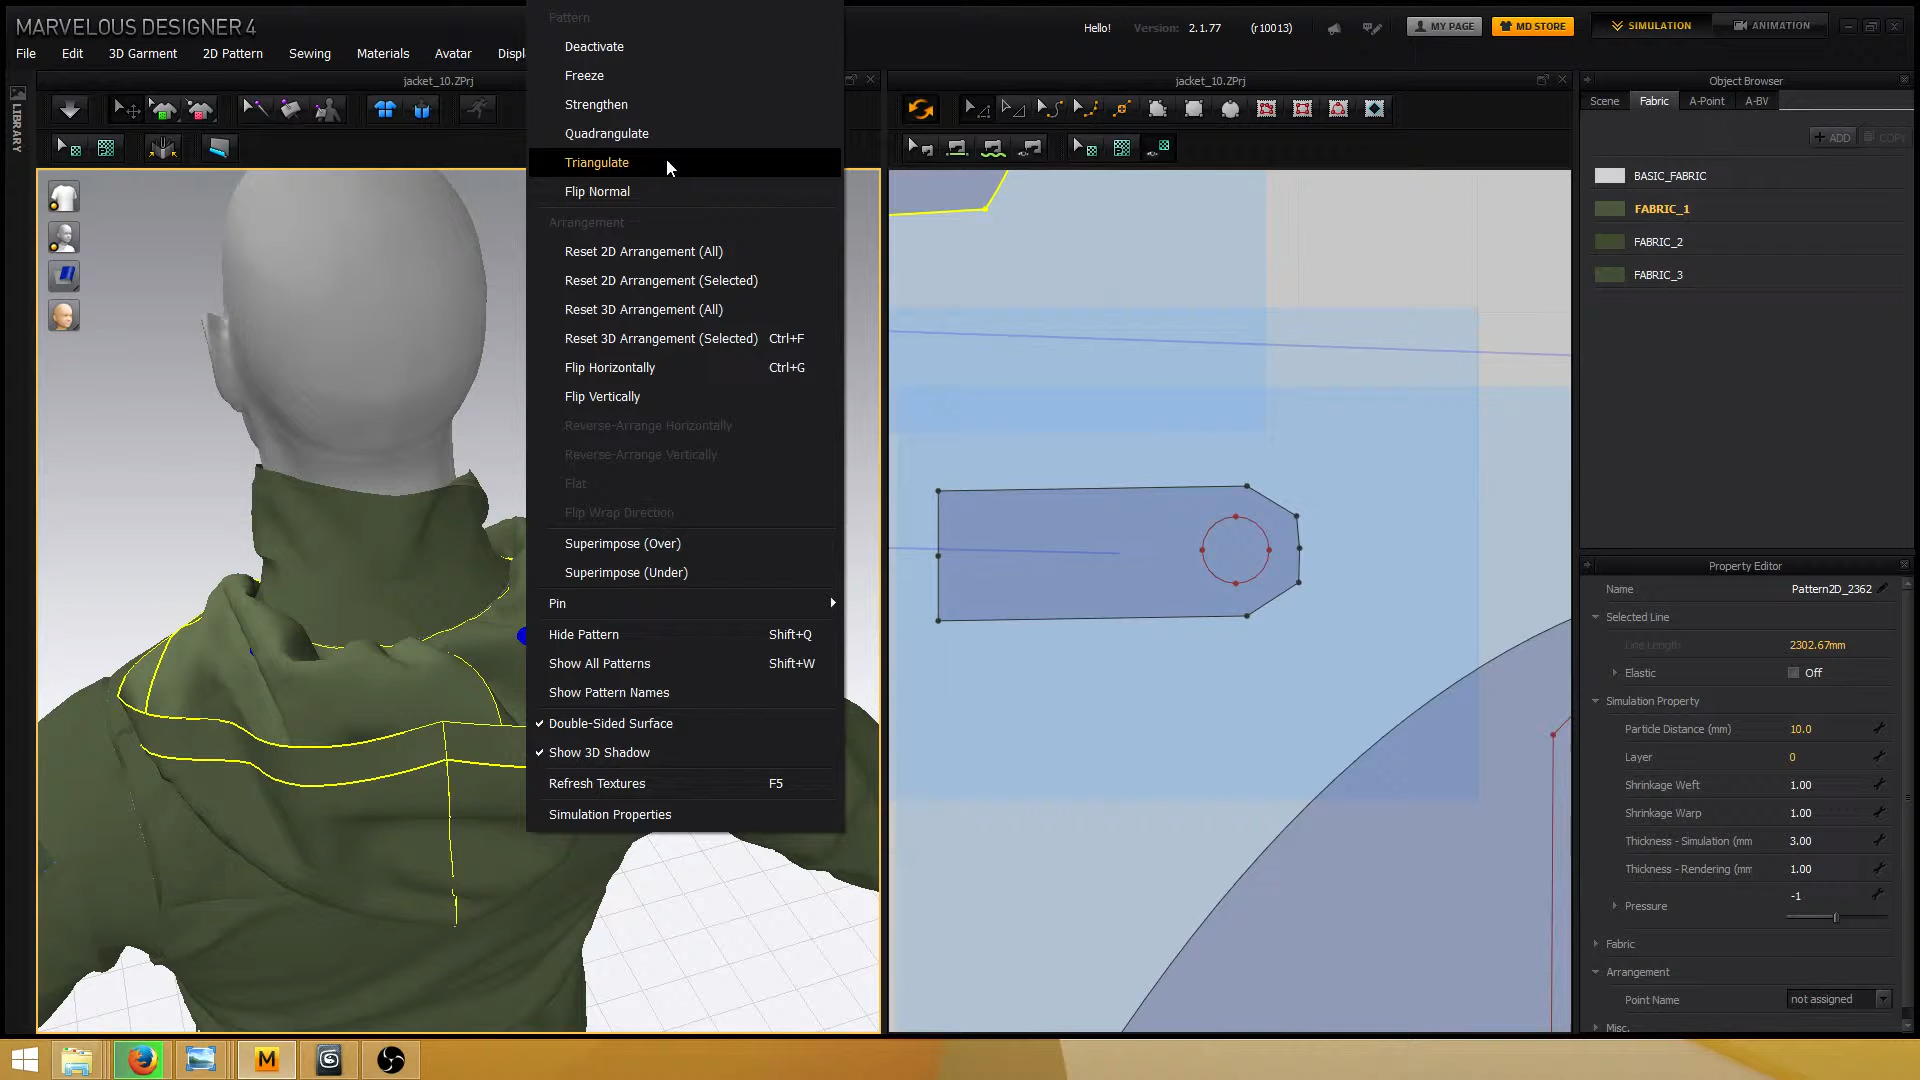 MARVELOUS DESIGNER 4
Hello!
Version: 2.1.77 (r10013)
MY PAGE
MD STORE
SIMULATION
ANIMATION
File Edit 3D Garment 2D Pattern Sewing Materials Avatar Displ
jacket_10.ZPrj
jacket_10.ZPrj
LIBRARY
Pattern
Deactivate
Freeze
Strengthen
Quadrangulate
Triangulate
Flip Normal
Arrangement
Reset 2D Arrangement (All)
Reset 2D Arrangement (Selected)
Reset 3D Arrangement (All)
Reset 3D Arrangement (Selected) Ctrl+F
Flip Horizontally Ctrl+G
Flip Vertically
Reverse-Arrange Horizontally
Reverse-Arrange Vertically
Flat
Flip Wrap Direction
Superimpose (Over)
Superimpose (Under)
Pin
Hide Pattern Shift+Q
Show All Patterns Shift+W
Show Pattern Names
Double-Sided Surface
Show 3D Shadow
Refresh Textures F5
Simulation Properties
Object Browser
Scene Fabric A-Point A-BV
+ ADD COPY
BASIC_FABRIC
FABRIC_1
FABRIC_2
FABRIC_3
Property Editor
Name Pattern2D_2362
Selected Line
Line Length 2302.67mm
Elastic Off
Simulation Property
Particle Distance (mm) 10.0
Layer 0
Shrinkage Weft 1.00
Shrinkage Warp 1.00
Thickness - Simulation (mm 3.00
Thickness - Rendering (mm 1.00
Pressure -1
Fabric
Arrangement
Point Name not assigned
Misc.
M